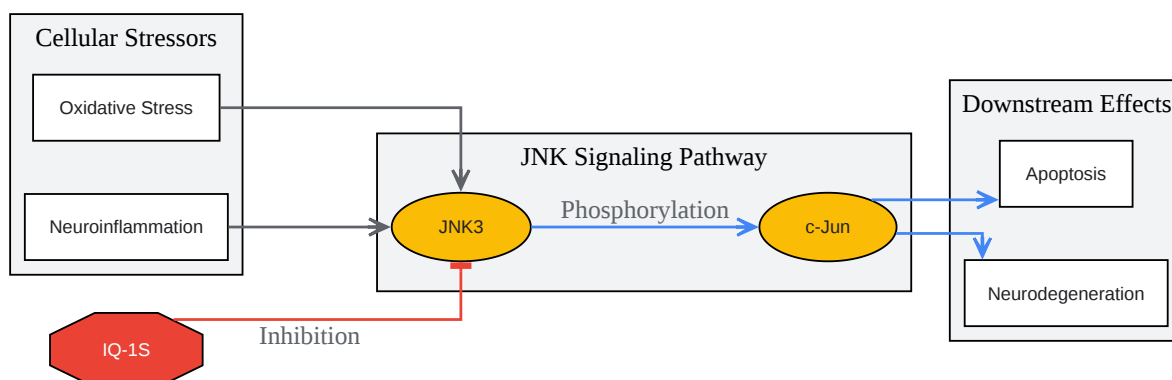 Cellular Stressors
Oxidative Stress
Neuroinflammation
IQ-1S
Inhibition
JNK Signaling Pathway
JNK3
Phosphorylation
c-Jun
Downstream Effects
Apoptosis
Neurodegeneration